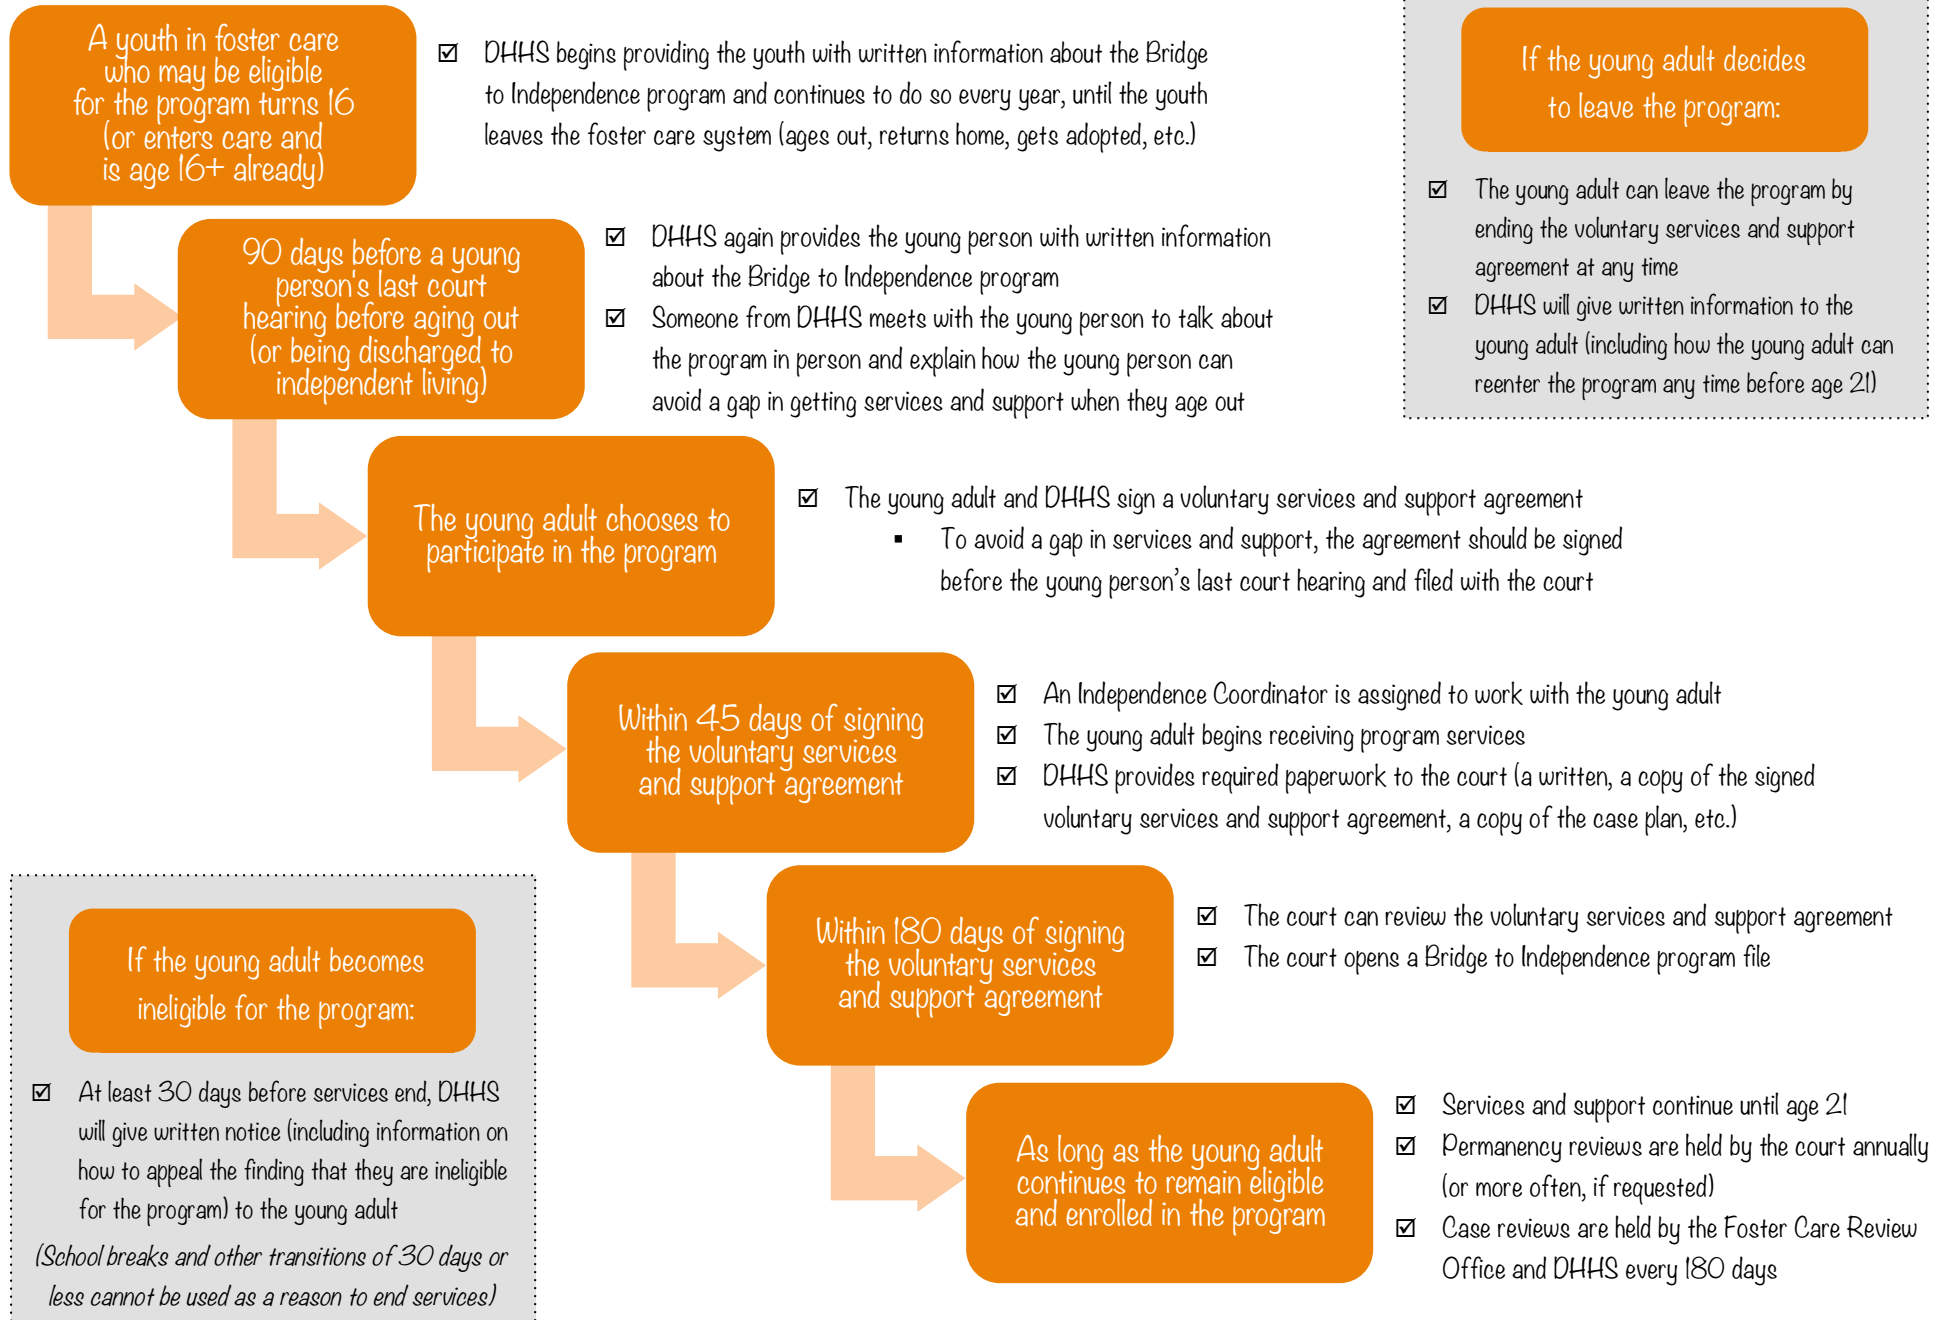 A youth in foster care
who may be eligible
for the program turns 16
(or enters care and
is age 16+ already)
DHHS begins providing the youth with written information about the Bridge
to Independence program and continues to do so every year, until the youth
leaves the foster care system (ages out, returns home, gets adopted, etc.)
If the young adult decides
to leave the program:
The young adult can leave the program by
ending the voluntary services and support
agreement at any time
DHHS will give written information to the
young adult (including how the young adult can
reenter the program any time before age 21)
90 days before a young
person's last court
hearing before aging out
(or being discharged to
independent living)
DHHS again provides the young person with written information
about the Bridge to Independence program
Someone from DHHS meets with the young person to talk about
the program in person and explain how the young person can
avoid a gap in getting services and support when they age out
The young adult chooses to
participate in the program
The young adult and DHHS sign a voluntary services and support agreement
To avoid a gap in services and support, the agreement should be signed
before the young person's last court hearing and filed with the court
Within 45 days of signing
the voluntary services
and support agreement
An Independence Coordinator is assigned to work with the young adult
The young adult begins receiving program services
DHHS provides required paperwork to the court (a written, a copy of the signed
voluntary services and support agreement, a copy of the case plan, etc.)
Within 180 days of signing
the voluntary services
and support agreement
The court can review the voluntary services and support agreement
The court opens a Bridge to Independence program file
If the young adult becomes
ineligible for the program:
At least 30 days before services end, DHHS
will give written notice (including information on
how to appeal the finding that they are ineligible
for the program) to the young adult
(School breaks and other transitions of 30 days or
less cannot be used as a reason to end services)
As long as the young adult
continues to remain eligible
and enrolled in the program
Services and support continue until age 21
Permanency reviews are held by the court annually
(or more often, if requested)
Case reviews are held by the Foster Care Review
Office and DHHS every 180 days